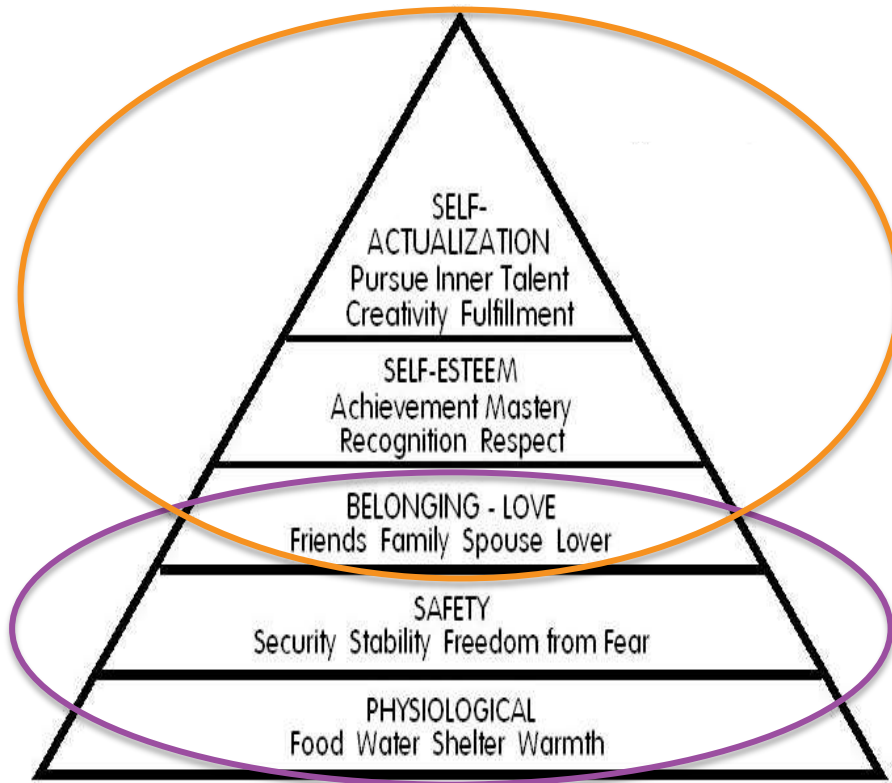 SELF-
ACTUALIZATION
Pursue Inner Talent
Creativity Fulfillment
SELF-ESTEEM
Achievement Mastery
Recognition Respect
BELONGING - LOVE
Friends Family Spouse Lover
SAFETY
Security Stability Freedom from Fear
PHYSIOLOGICAL
Food Water Shelter Warmth